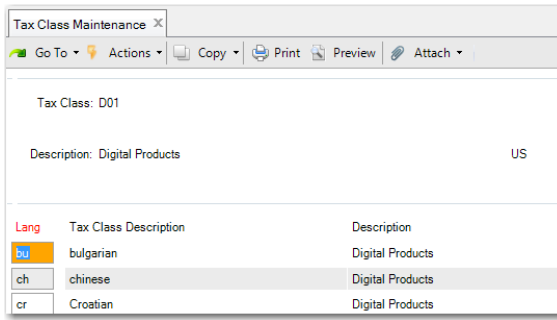 Tax Class Maintenance
Go To Actions Copy Print Preview Attach
Tax Class: D01
Description: Digital Products US
Lang Tax Class Description Description
bu bulgarian Digital Products
ch chinese Digital Products
cr Croatian Digital Products